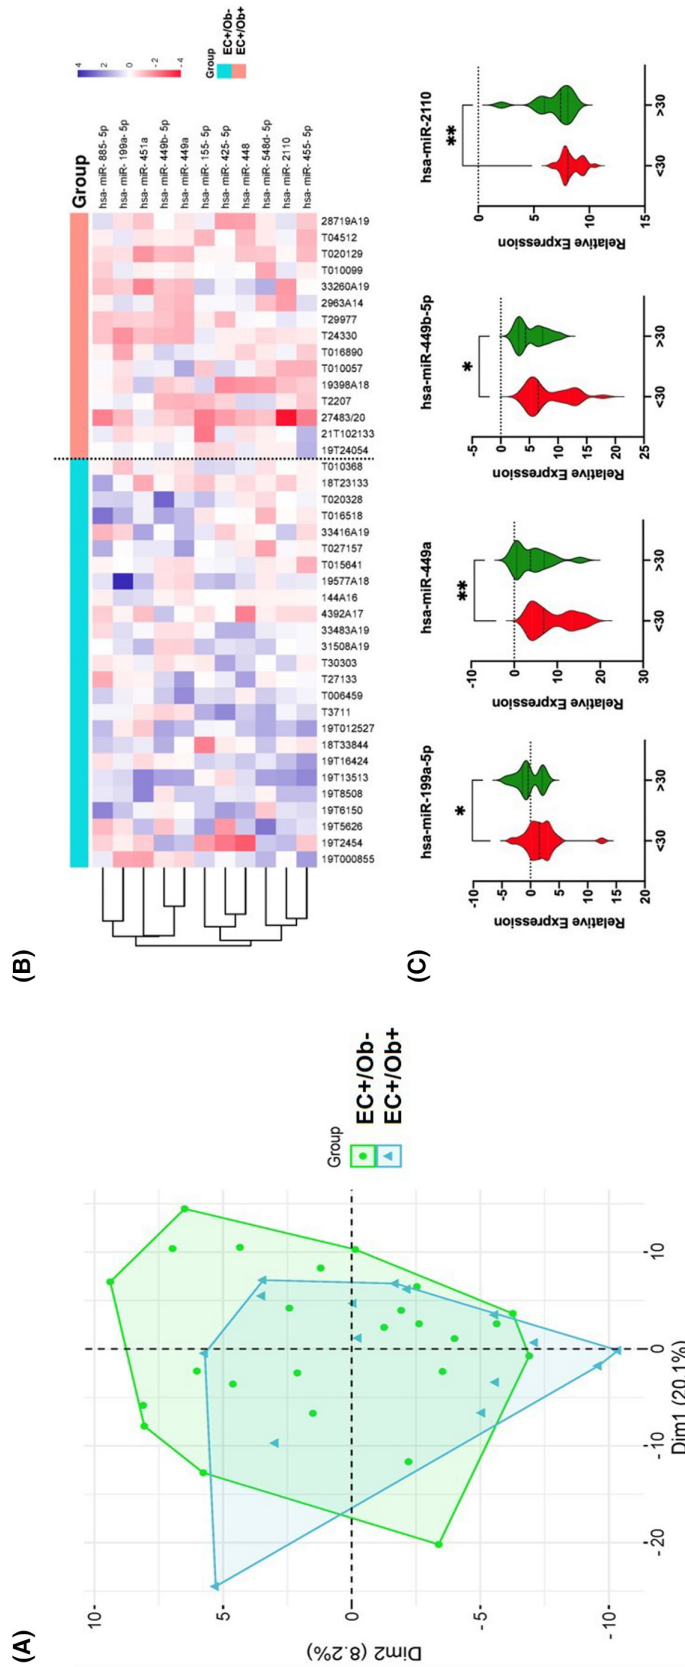 (A)
10
5
0
-5
-10
Dim2 (8.2%)
-20
-10
0
10
Dim1 (20.1%)
Group
EC+/Ob-
EC+/Ob+
(B)
Group
hsa- miR- 885- 5p
hsa- miR- 199a- 5p
hsa- miR- 451a
hsa- miR- 449b- 5p
hsa- miR- 449a
hsa- miR- 155- 5p
hsa- miR- 425- 5p
hsa- miR- 448
hsa- miR- 548d- 5p
hsa- miR- 2110
hsa- miR- 455- 5p
19T000855
19T2454
19T5626
19T6150
19T8508
19T13513
19T16424
18T33844
19T012527
T3711
T006459
T27133
T30303
31508A19
33483A19
4392A17
144A16
19577A18
T015641
T027157
33416A19
T016518
T020328
18T23133
T010368
19T24054
21T102133
27483/20
T2207
19398A18
T010057
T016890
T24330
T29977
2963A14
33260A19
T010099
T020129
T04512
28719A19
4
2
0
-2
-4
Group
EC+/Ob-
EC+/Ob+
(C)
hsa-miR-199a-5p
*
Relative Expression
-10
-5
0
5
10
15
20
<30
>30
hsa-miR-449a
**
Relative Expression
-10
0
10
20
30
<30
>30
hsa-miR-449b-5p
*
Relative Expression
-5
0
5
10
15
20
25
<30
>30
hsa-miR-2110
**
Relative Expression
0
5
10
15
<30
>30